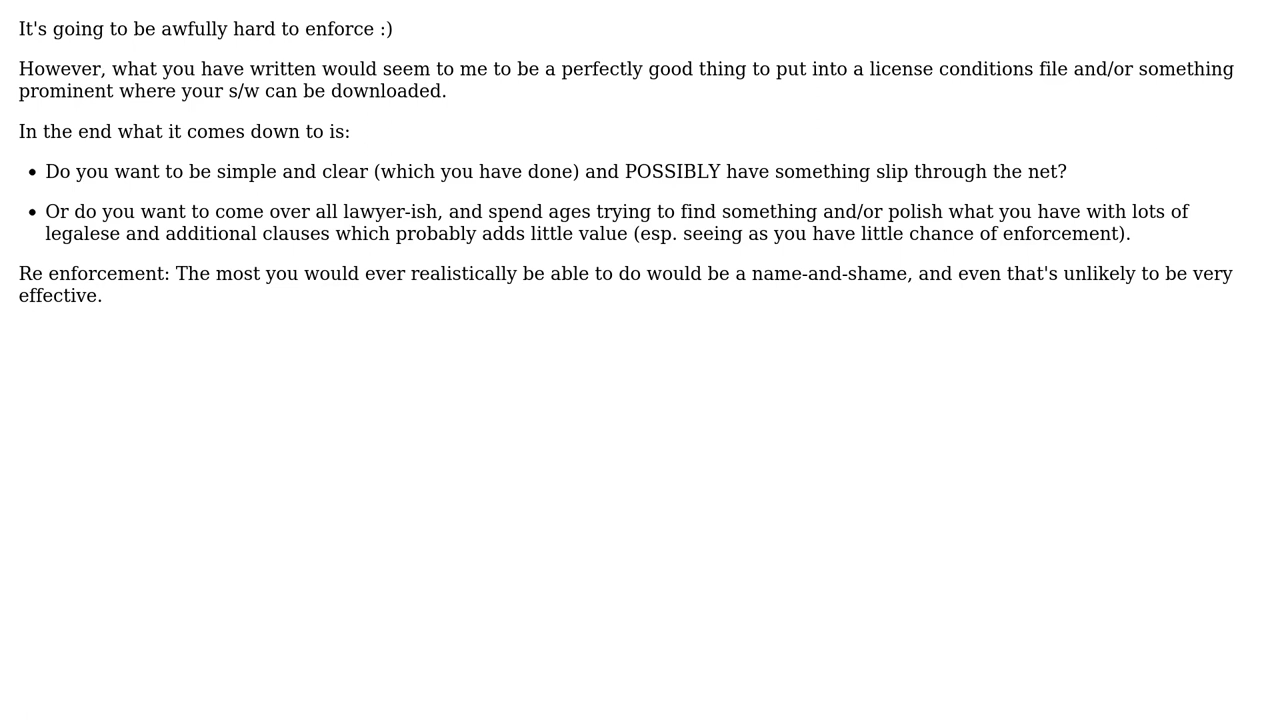 It's going to be awfully hard to enforce :)
However, what you have written would seem to me to be a perfectly good thing to put into a license conditions file and/or something
prominent where your s/w can be downloaded.
In the end what it comes down to is:
• Do you want to be simple and clear (which you have done) and POSSIBLY have something slip through the net?
• Or do you want to come over all lawyer-ish, and spend ages trying to find something and/or polish what you have with lots of
legalese and additional clauses which probably adds little value (esp. seeing as you have little chance of enforcement).
Re enforcement: The most you would ever realistically be able to do would be a name-and-shame, and even that's unlikely to be very
effective.